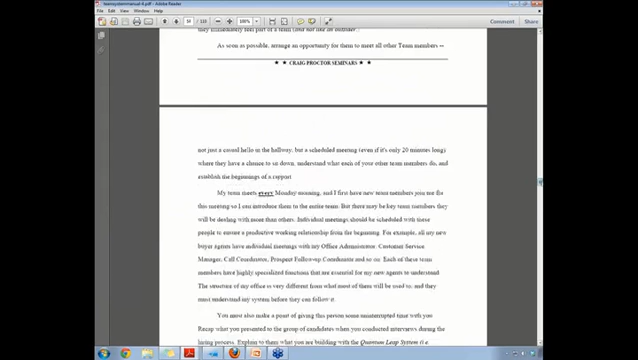 teamsystemmanual-4.pdf - Adobe Reader
File Edit View Window Help
58 / 110
100%
Comment
they immediately feel part of a team (and not like an outsider.)
As soon as possible, arrange an opportunity for them to meet all other Team members --
★ ★ CRAIG PROCTOR SEMINARS ★ ★
not just a casual hello in the hallway, but a scheduled meeting (even if it's only 20 minutes long)
where they have a chance to sit down, understand what each of your other team members do, and
establish the beginnings of a rapport
My team meets every Monday morning, and I first have new team members join me for
this meeting so I can introduce them to the entire team. But there may be key team members they
will be dealing with more than others. Individual meetings should be scheduled with these
people to ensure a productive working relationship from the beginning. For example, all my new
buyer agents have individual meetings with my Office Administrator, Customer Service
Manager, Call Coordinator, Prospect Follow-up Coordinator and so on. Each of these team
members have highly specialized functions that are essential for my new agents to understand.
The structure of my office is very different from what most of them will be used to, and they
must understand my system before they can follow it.
You must also make a point of giving this person some uninterrupted time with you
Recap what you presented to the group of candidates when you conducted interviews during the
hiring process. Explain to them what you are building with the Quantum Leap System (i.e.